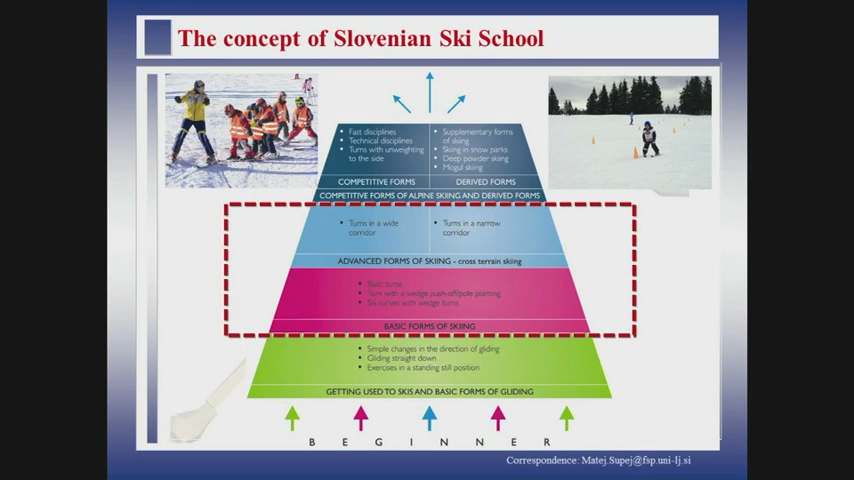 The concept of Slovenian Ski School
Fast disciplines
Technical disciplines
Turns with unweighting
to the side
Supplementary forms
of skiing
Skiing in snow parks
Deep powder skiing
Mogul skiing
COMPETITIVE FORMS
DERIVED FORMS
COMPETITIVE FORMS OF ALPINE SKIING AND DERIVED FORMS
Turns in a wide
corridor
Turns in a narrow
corridor
ADVANCED FORMS OF SKIING - cross terrain skiing
Basic turns
Turn with a wedge push-off/pole planting
Ski curves with wedge turns
BASIC FORMS OF SKIING
Simple changes in the direction of gliding
Gliding straight down
Exercises in a standing still position
GETTING USED TO SKIS AND BASIC FORMS OF GLIDING
B E G I N N E R
Correspondence: Matej.Supej@fsp.uni-lj.si